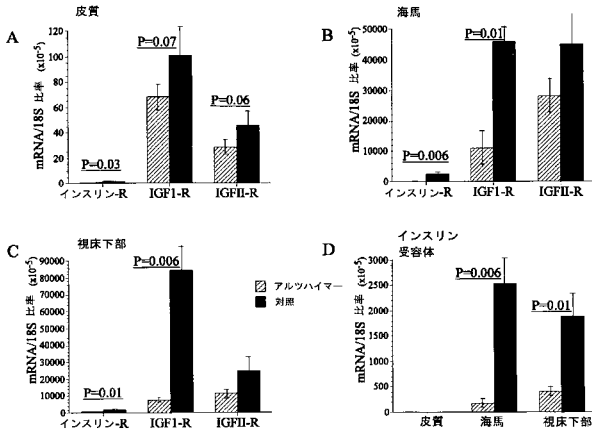 皮質
A
mRNA/18S 比率 (x10-5)
120
100
80
60
40
20
0
P=0.03
P=0.07
P=0.06
インスリン-R
IGF1-R
IGFII-R
海馬
B
mRNA/18S 比率 (x10-5)
50000
40000
30000
20000
10000
0
P=0.006
P=0.01
インスリン-R
IGF1-R
IGFII-R
視床下部
C
mRNA/18S 比率 (x10-5)
90000
80000
70000
60000
50000
40000
30000
20000
10000
0
P=0.01
P=0.006
インスリン-R
IGF1-R
IGFII-R
アルツハイマー
対照
D
インスリン
受容体
mRNA/18S 比率 (x10-5)
3000
2500
2000
1500
1000
500
0
P=0.006
P=0.01
皮質
海馬
視床下部